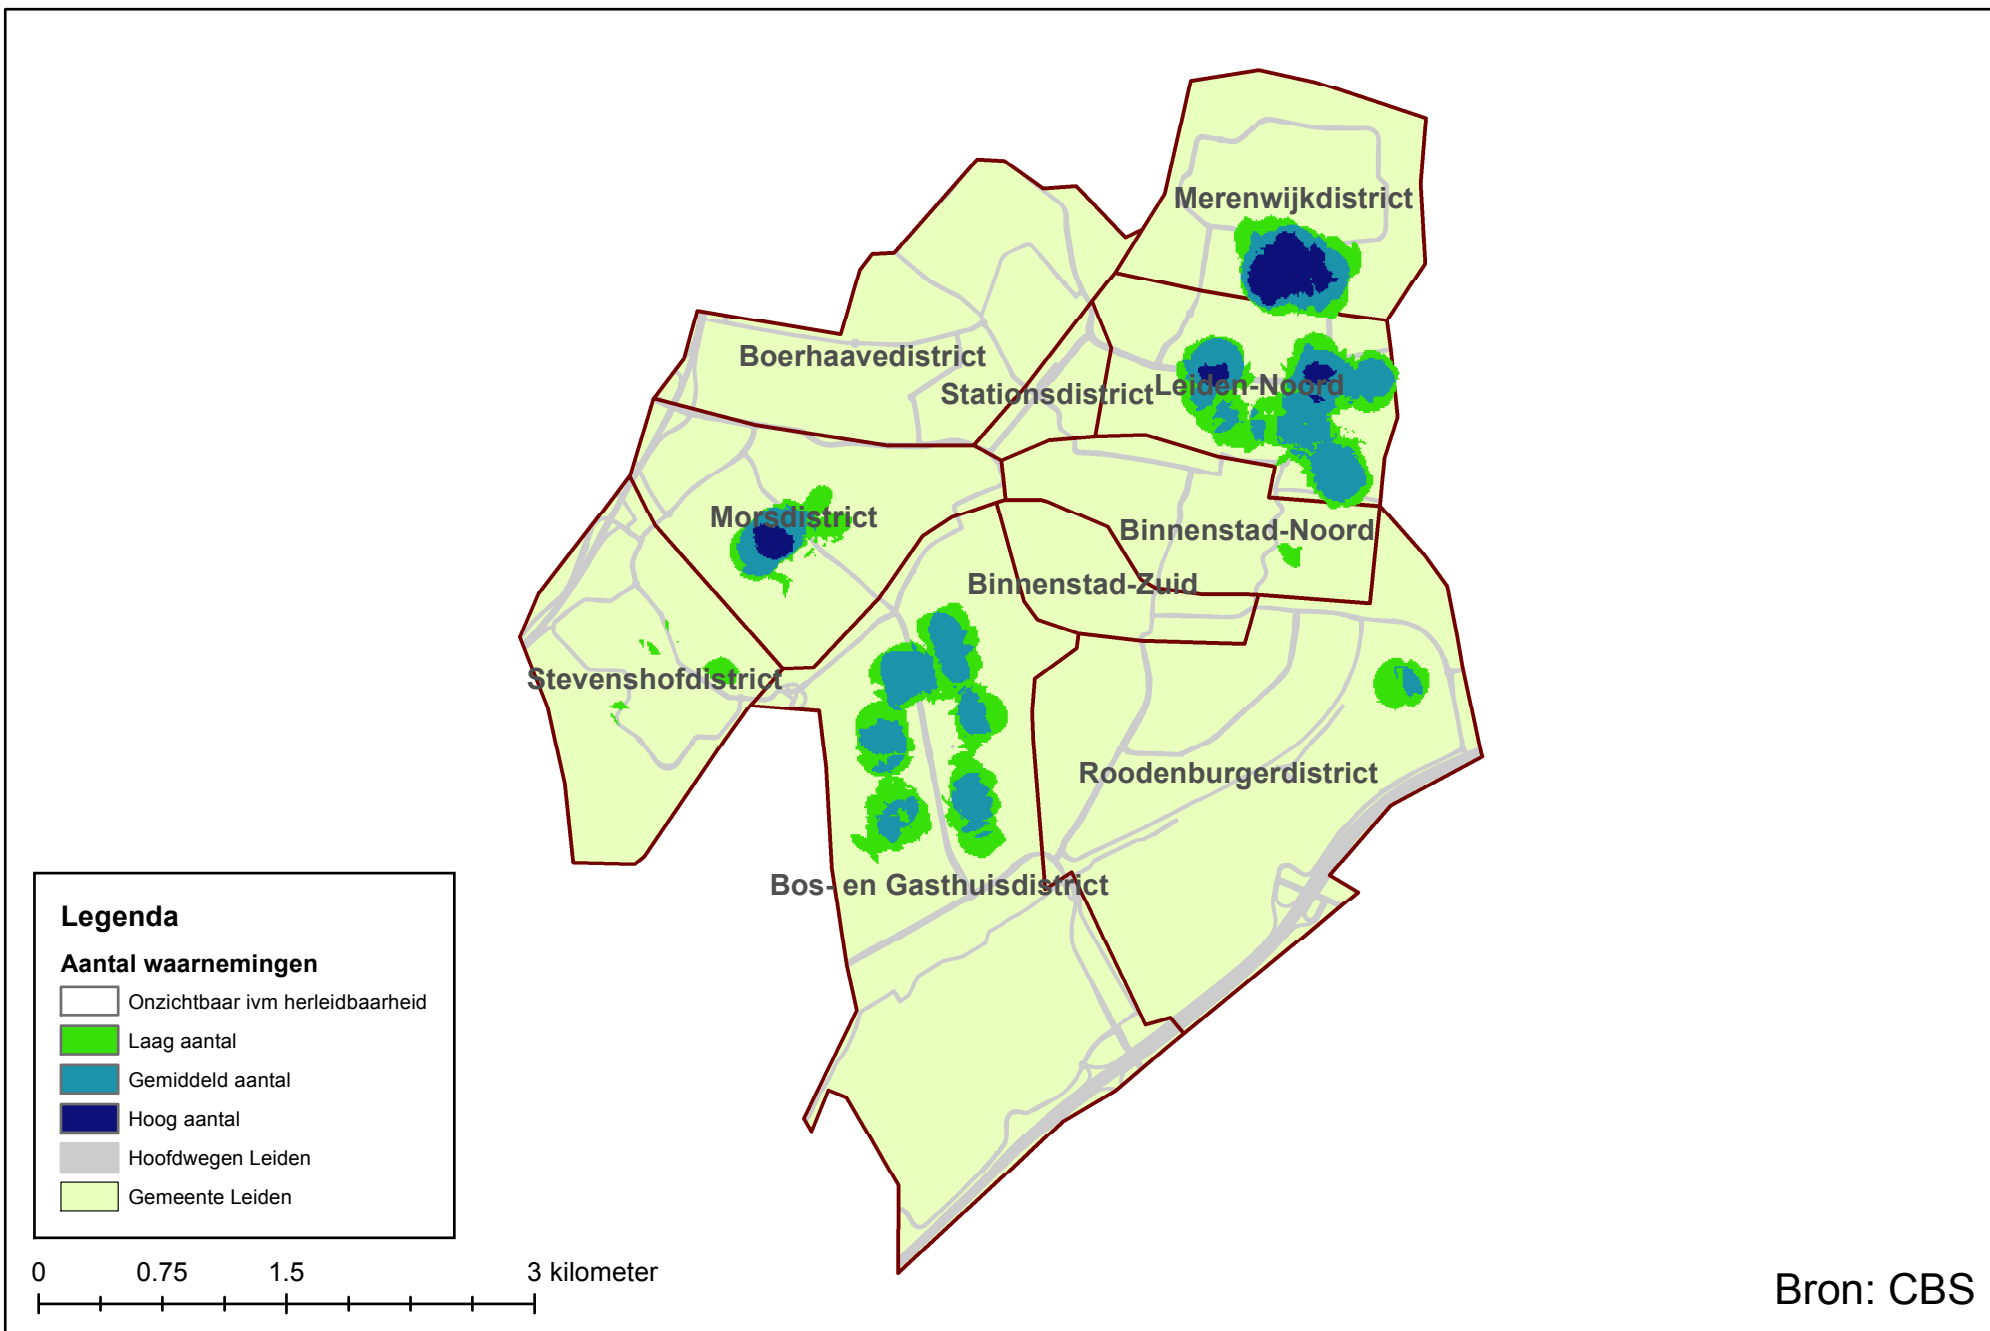 Merenwijkdistrict
Boerhaavedistrict
Stationsdistrict
Leiden-Noord
Morsdistrict
Binnenstad-Noord
Binnenstad-Zuid
Stevenshofdistrict
Roodenburgerdistrict
Bos- en Gasthuisdistrict
Legenda
Aantal waarnemingen
Onzichtbaar ivm herleidbaarheid
Laag aantal
Gemiddeld aantal
Hoog aantal
Hoofdwegen Leiden
Gemeente Leiden
0 0.75 1.5 3 kilometer
Bron: CBS